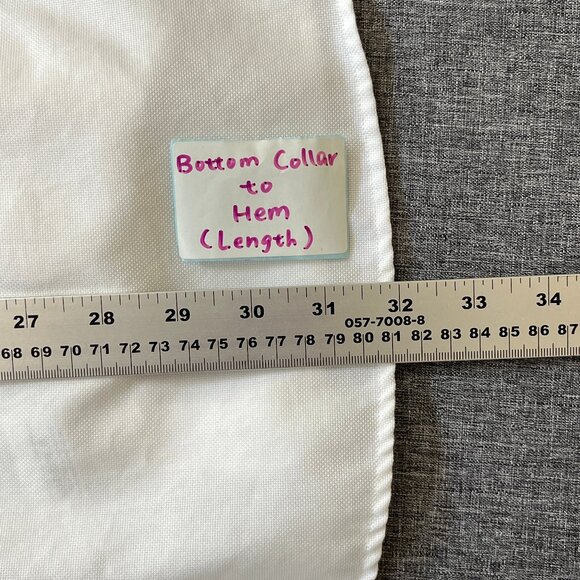 Bottom Collar
to
Hem
(Length)
27 28 29 30 31 32 33 34
057-7008-8
68 69 70 71 72 73 74 75 76 77 78 79 80 81 82 83 84 85 86 87